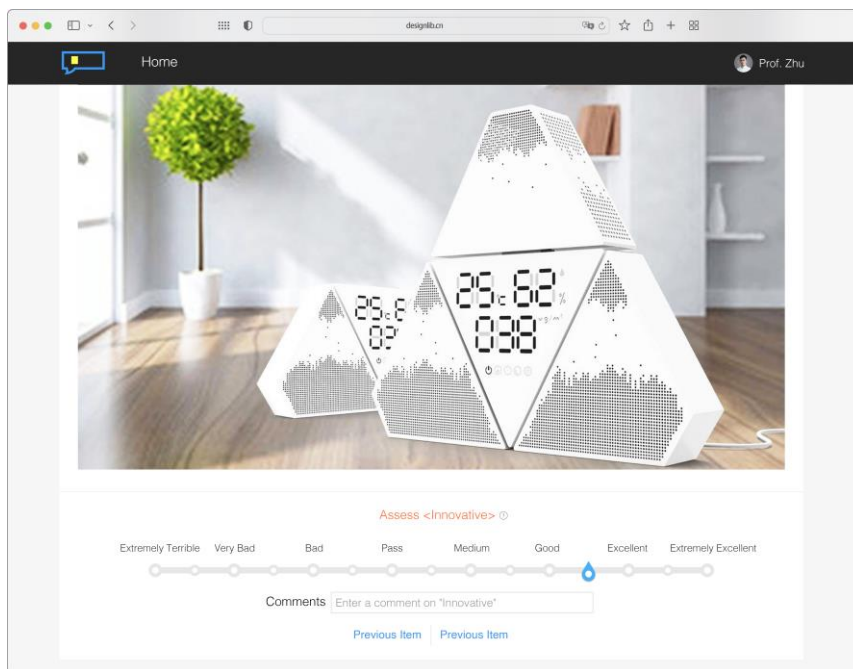 designlib.cn
Home
Prof. Zhu
25 °C 62 %
038
Assess <Innovative>
Extremely Terrible Very Bad Bad Pass Medium Good Excellent Extremely Excellent
Comments Enter a comment on "Innovative"
Previous Item Previous Item